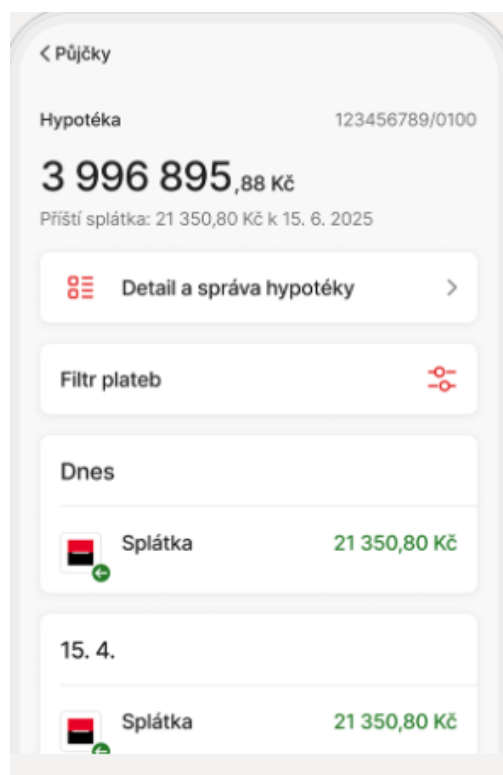 Půjčky
Hypotéka 123456789/0100
3 996 895,88 Kč
Příští splátka: 21 350,80 Kč k 15. 6. 2025
Detail a správa hypotéky
Filtr plateb
Dnes
Splátka 21 350,80 Kč
15. 4.
Splátka 21 350,80 Kč